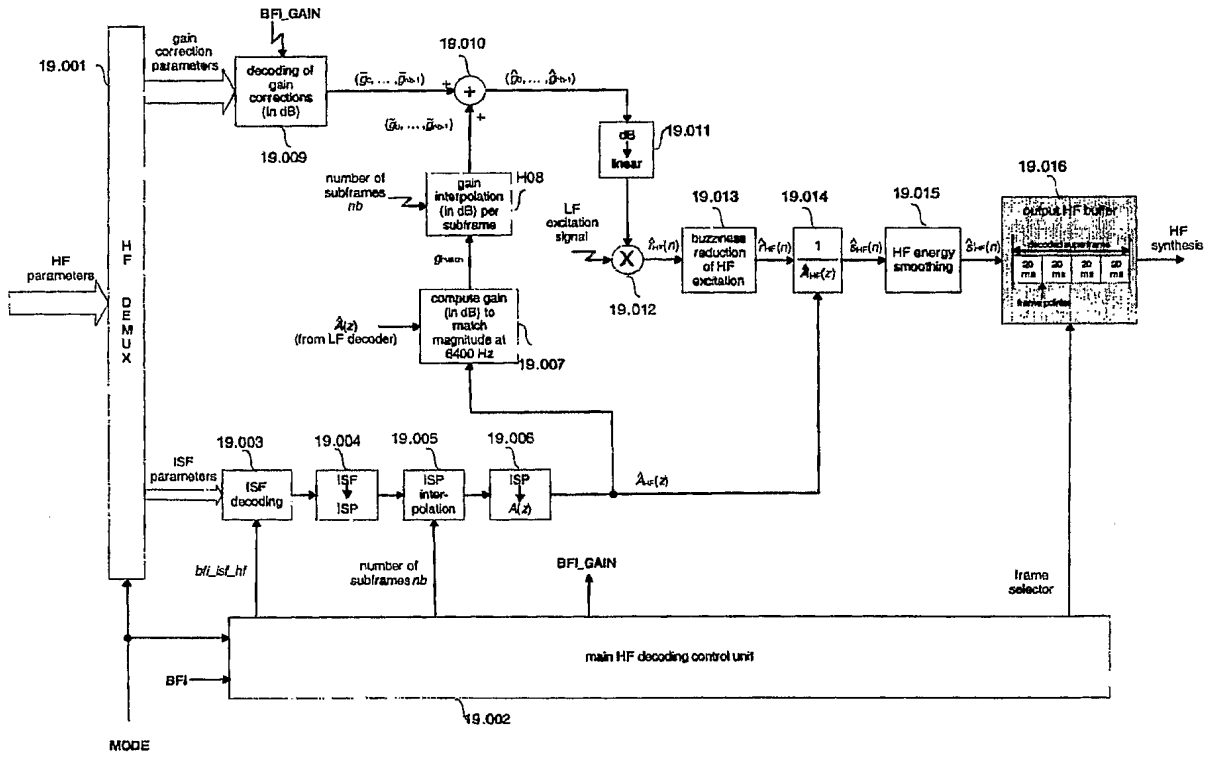 BFI_GAIN
19.001
gain
correction
parameters
decoding of
gain
corrections
(in dB)
19.009
19.010
+
+
+
dB
linear
19.011
number of
subframes
nb
gain
interpolation
(in dB) per
subframe
H08
LF
excitation
signal
X
19.012
19.013
buzziness
reduction
of HF
excitation
19.014
1
19.015
HF energy
smoothing
19.016
output HF buffer
decoded superframe
20
ms
20
ms
20
ms
20
ms
frame pointer
HF
synthesis
HF
parameters
HF
DEMUX
Â(z)
(from LF decoder)
compute gain
(in dB) to
match
magnitude at
6400 Hz
19.007
ISF
parameters
19.003
ISF
decoding
19.004
ISF
ISP
19.005
ISP
inter-
polation
19.006
ISP
A(z)
bfi_isf_hf
number of
subframes nb
BFI_GAIN
frame
selector
main HF decoding control unit
BFI
19.002
MODE